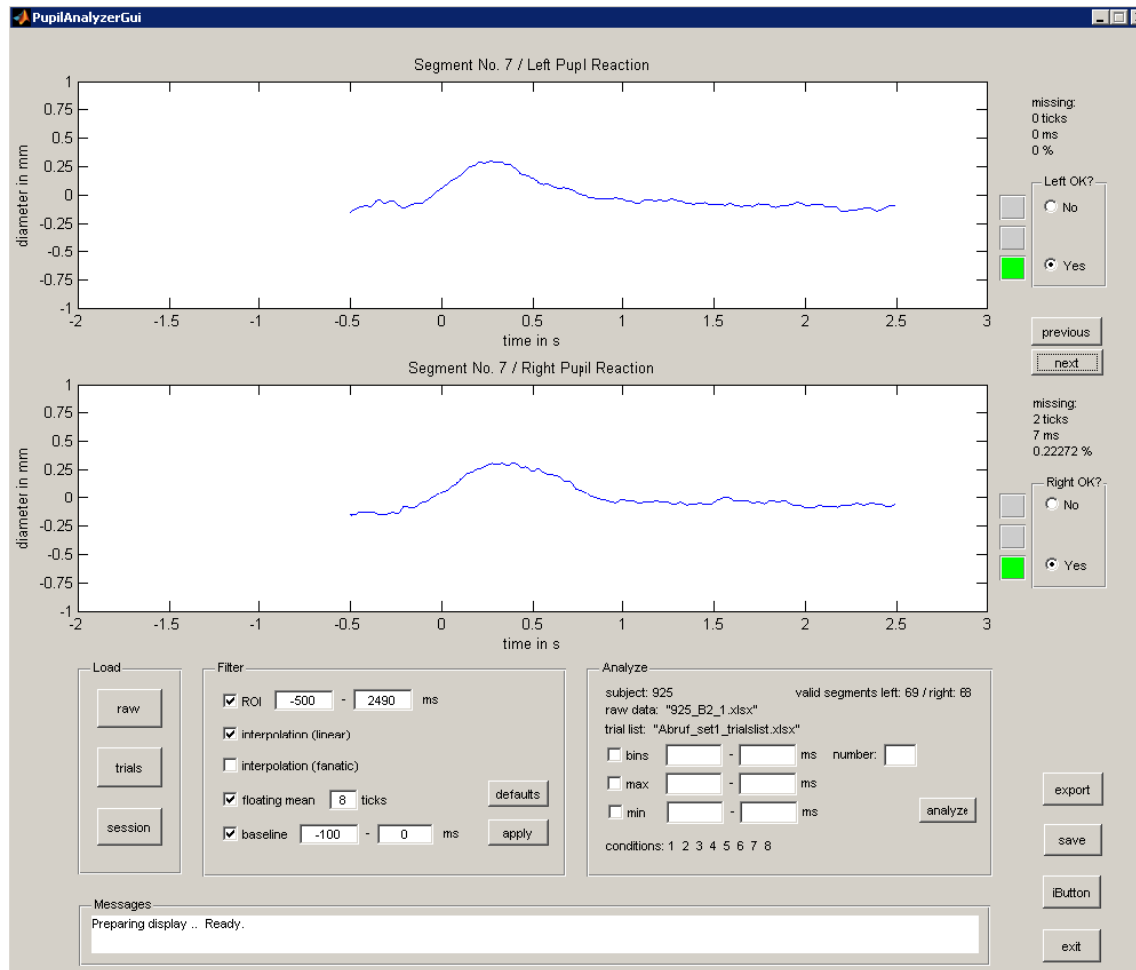 PupilAnalyzerGui
Segment No. 7 / Left Pupil Reaction
1
0.75
0.5
0.25
0
-0.25
-0.5
-0.75
-1
diameter in mm
-2 -1.5 -1 -0.5 0 0.5 1 1.5 2 2.5 3
time in s
missing:
0 ticks
0 ms
0 %
Left OK?
No
Yes
previous
next
Segment No. 7 / Right Pupil Reaction
1
0.75
0.5
0.25
0
-0.25
-0.5
-0.75
-1
diameter in mm
-2 -1.5 -1 -0.5 0 0.5 1 1.5 2 2.5 3
time in s
missing:
2 ticks
7 ms
0.22272 %
Right OK?
No
Yes
Load
raw
trials
session
Filter
ROI -500 - 2490 ms
interpolation (linear)
interpolation (fanatic)
floating mean 8 ticks
baseline -100 - 0 ms
defaults
apply
Analyze
subject: 925 valid segments left: 69 / right: 68
raw data: "925_B2_1.xlsx"
trial list: "Abruf_set1_trialslist.xlsx"
bins - ms number:
max - ms
min - ms
analyze
conditions: 1 2 3 4 5 6 7 8
export
save
iButton
exit
Messages
Preparing display .. Ready.